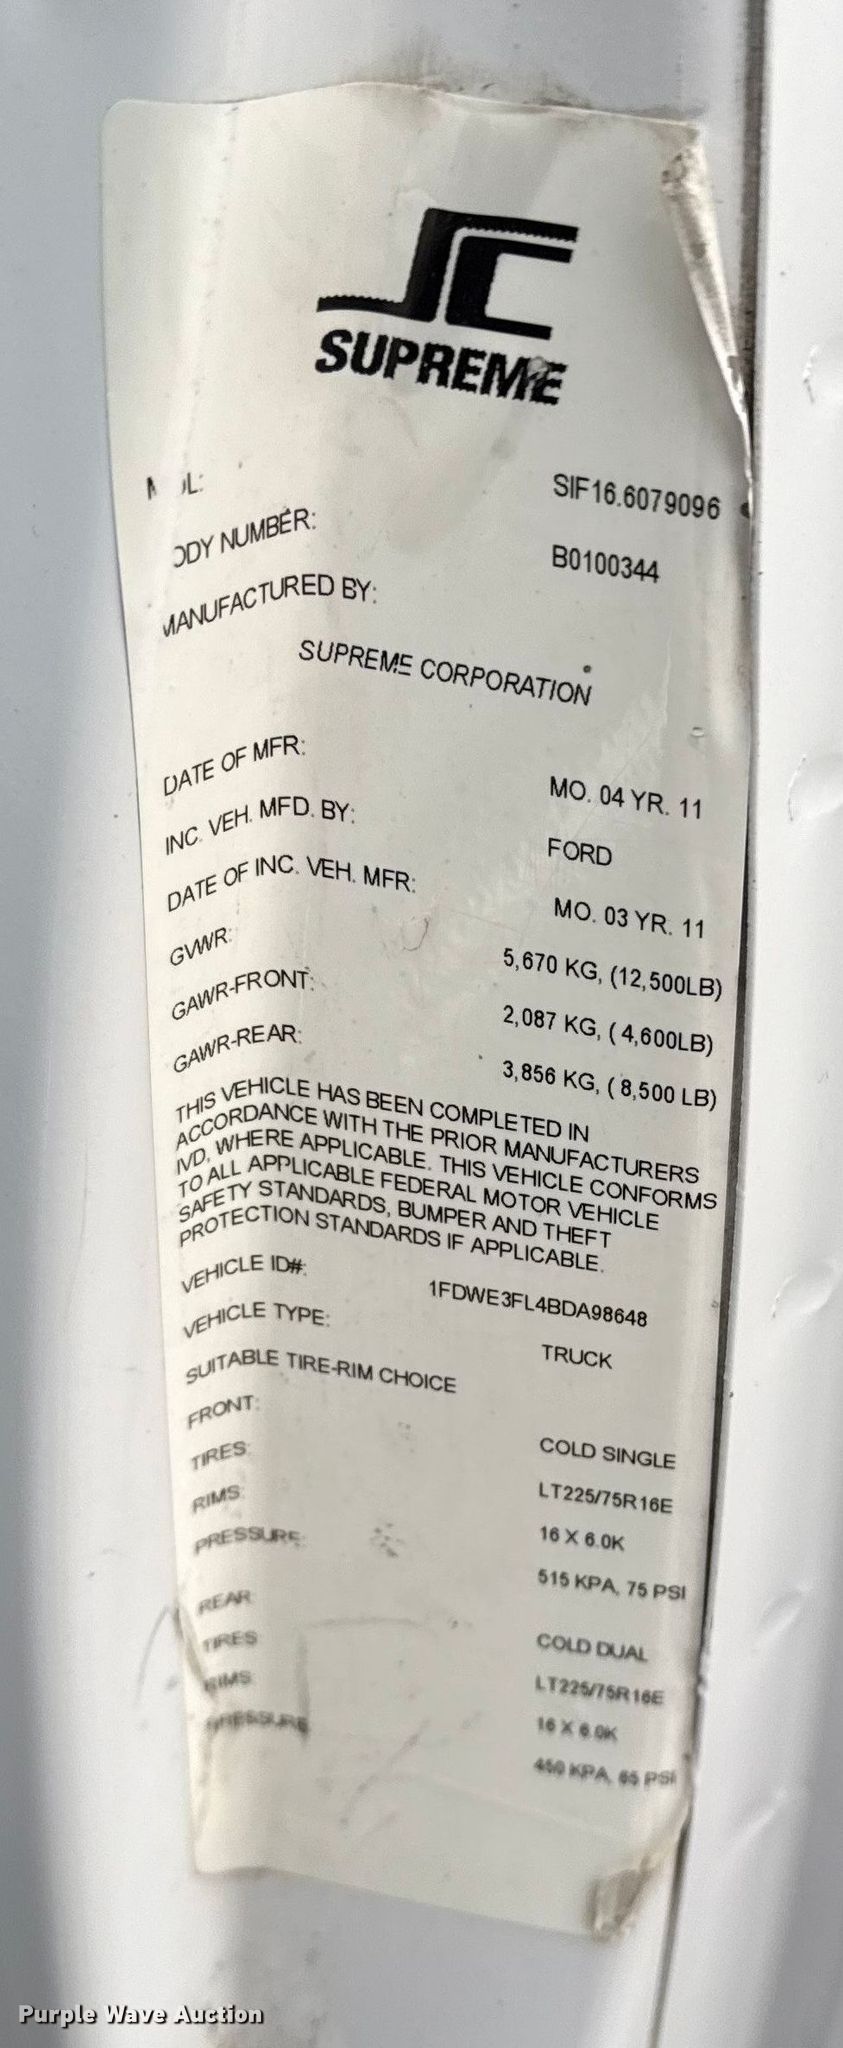 SC
SUPREME
MDL: SIF16.6079096
ODY NUMBER: B0100344
MANUFACTURED BY:
SUPREME CORPORATION
DATE OF MFR: MO. 04 YR. 11
INC. VEH. MFD. BY: FORD
DATE OF INC. VEH. MFR: MO. 03 YR. 11
GVWR: 5,670 KG, (12,500LB)
GAWR-FRONT: 2,087 KG, ( 4,600LB)
GAWR-REAR: 3,856 KG, ( 8,500 LB)
THIS VEHICLE HAS BEEN COMPLETED IN
ACCORDANCE WITH THE PRIOR MANUFACTURERS
IVD, WHERE APPLICABLE. THIS VEHICLE CONFORMS
TO ALL APPLICABLE FEDERAL MOTOR VEHICLE
SAFETY STANDARDS, BUMPER AND THEFT
PROTECTION STANDARDS IF APPLICABLE.
VEHICLE ID#: 1FDWE3FL4BDA98648
VEHICLE TYPE: TRUCK
SUITABLE TIRE-RIM CHOICE
FRONT: COLD SINGLE
TIRES: LT225/75R16E
RIMS: 16 X 6.0K
PRESSURE: 515 KPA, 75 PSI
REAR: COLD DUAL
TIRES LT225/75R16E
RIMS 16 X 6.0K
PRESSURE 450 KPA, 65 PSI
Purple Wave Auction